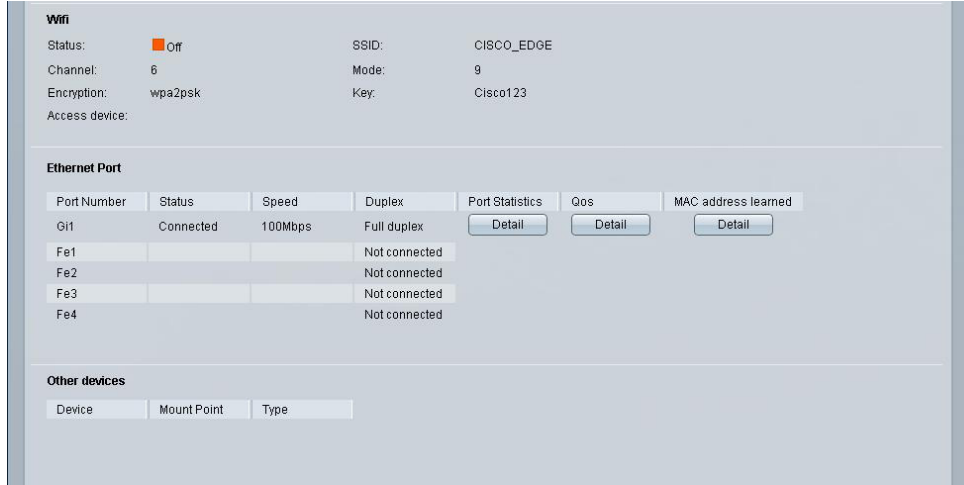 Wifi
Status: Off SSID: CISCO_EDGE
Channel: 6 Mode: 9
Encryption: wpa2psk Key: Cisco123
Access device:
Ethernet Port
Port Number Status Speed Duplex Port Statistics Qos MAC address learned
Gi1 Connected 100Mbps Full duplex Detail Detail Detail
Fe1 Not connected
Fe2 Not connected
Fe3 Not connected
Fe4 Not connected
Other devices
Device Mount Point Type